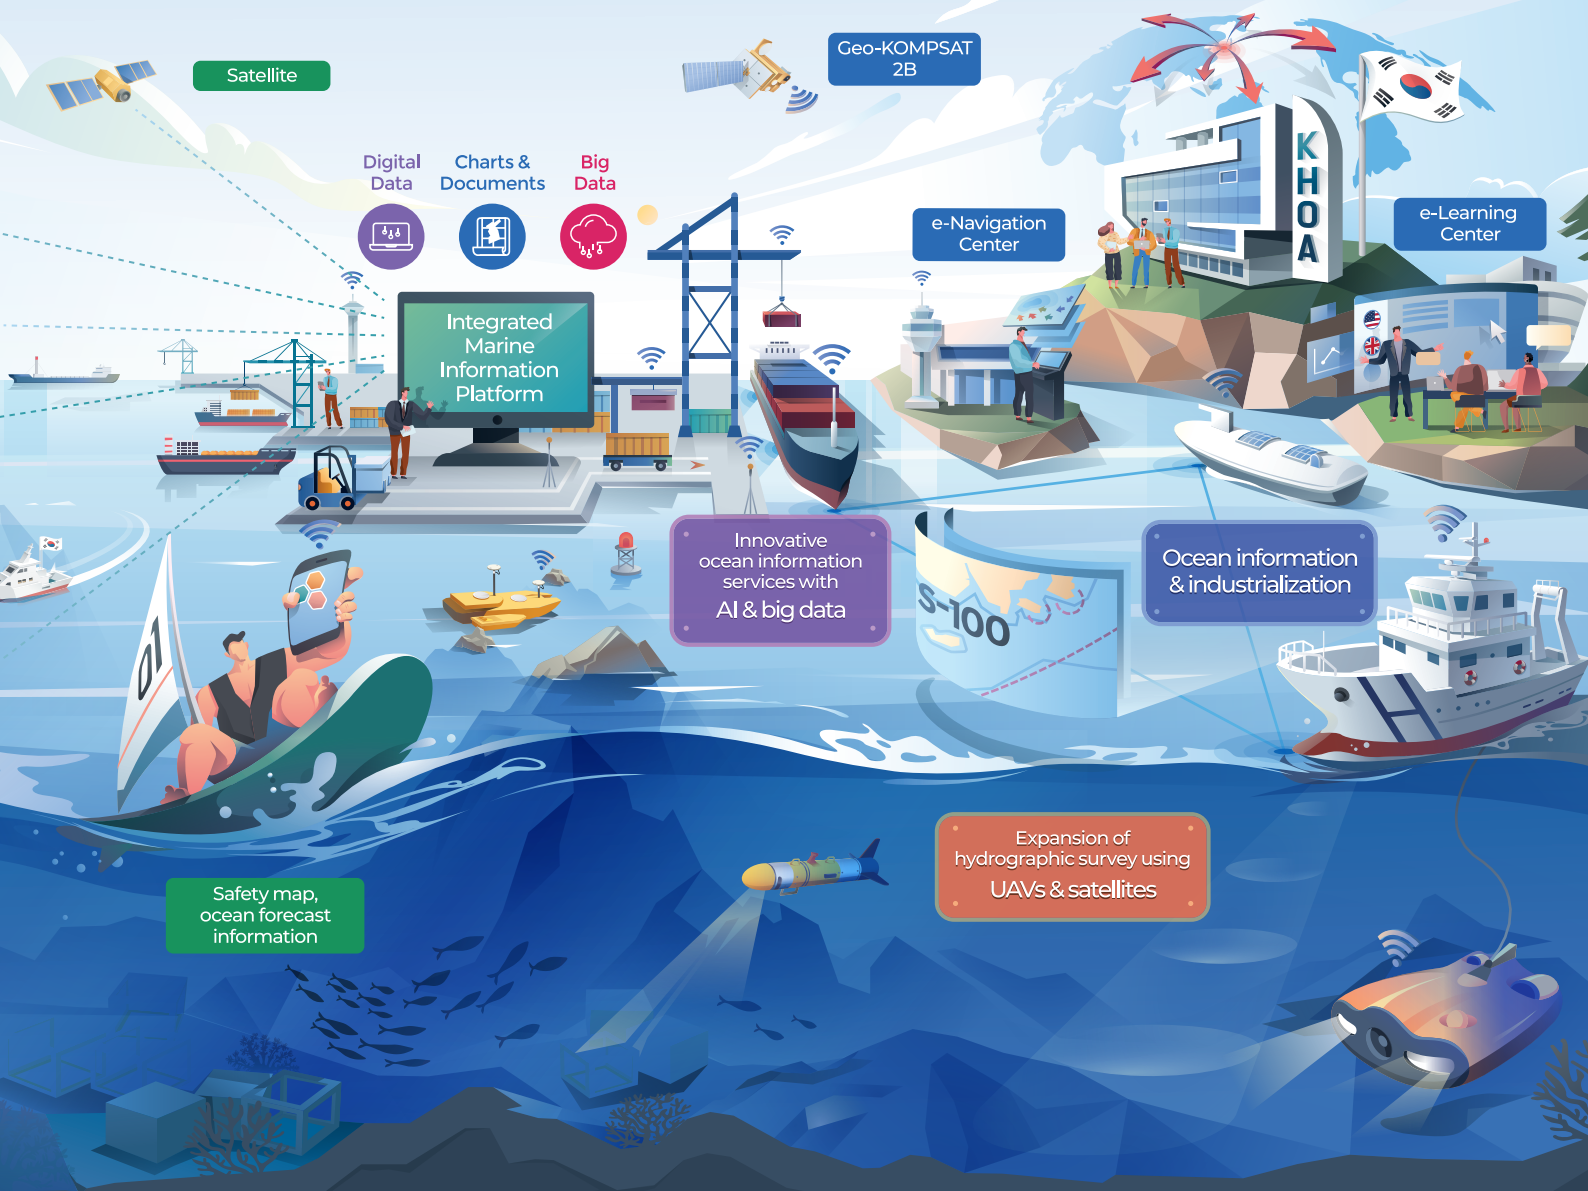 Satellite
Geo-KOMPSAT
2B
Digital
Data
Charts &
Documents
Big
Data
KHOA
e-Navigation
Center
e-Learning
Center
Integrated
Marine
Information
Platform
Innovative
ocean information
services with
AI & big data
S-100
Ocean information
& industrialization
01
Expansion of
hydrographic survey using
UAVs & satellites
Safety map,
ocean forecast
information